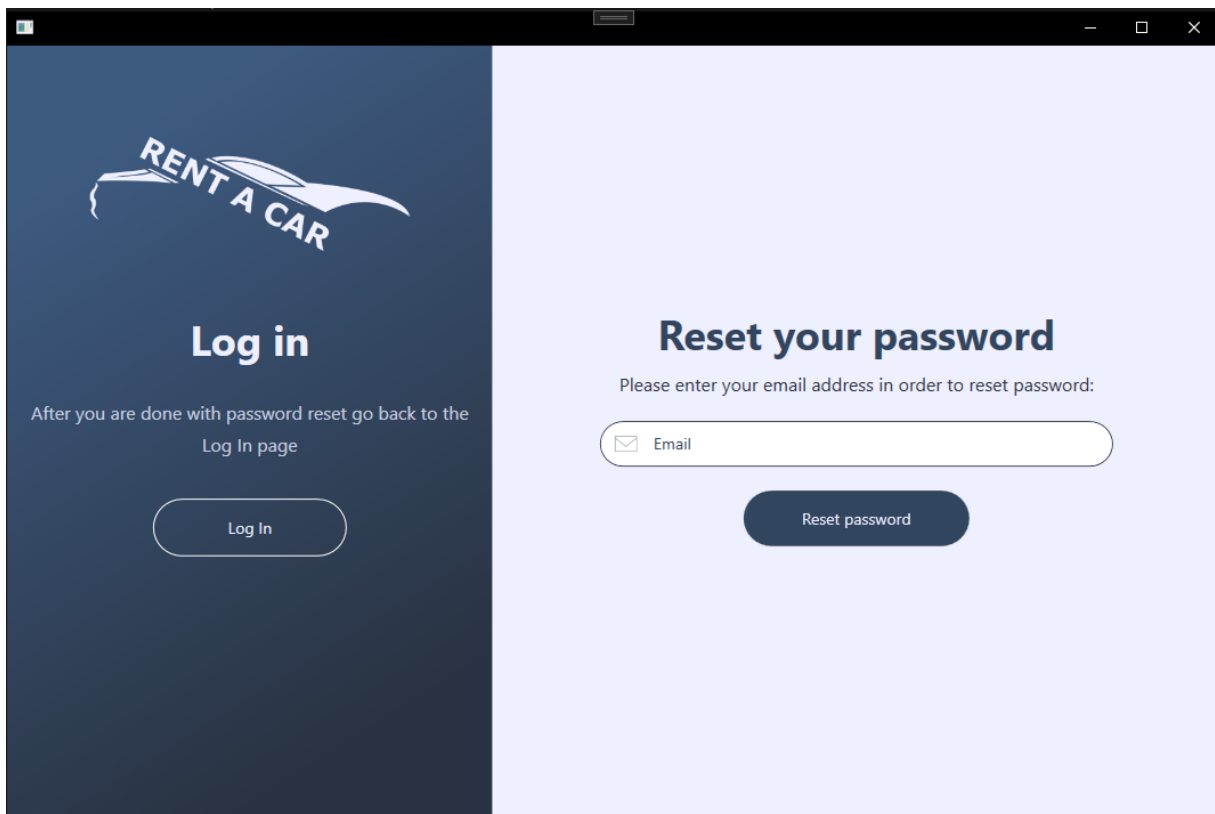 RENT A CAR
Log in
After you are done with password reset go back to the
Log In page
Log In
Reset your password
Please enter your email address in order to reset password:
Email
Reset password